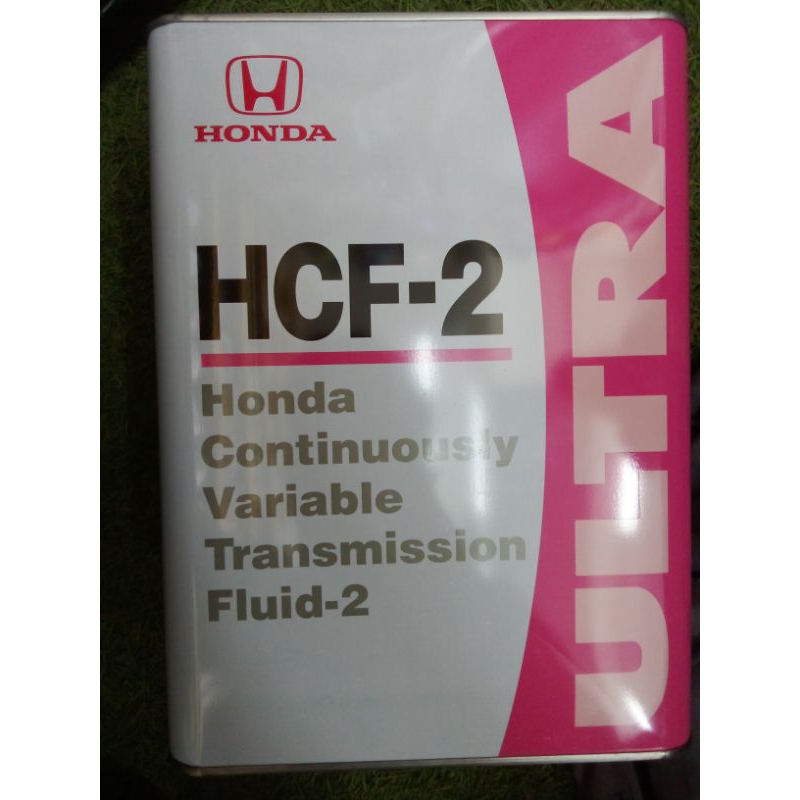 HONDA
HCF-2
Honda
Continuously
Variable
Transmission
Fluid-2
ULTRA